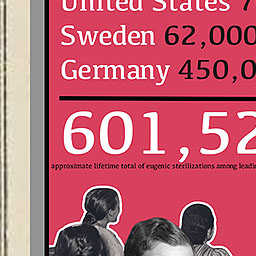 United States 7
Sweden 62,000
Germany 450,0
601,52
approximate lifetime total of eugenic sterilizations among leadin